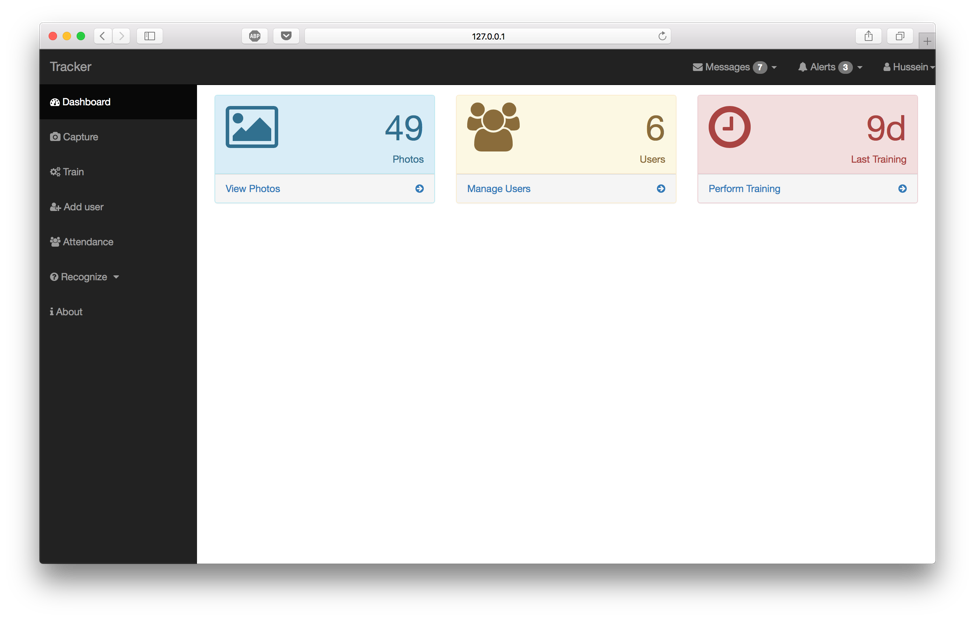 ABP
127.0.0.1
Tracker
Messages 7
Alerts 3
Hussein
Dashboard
Capture
Train
Add user
Attendance
Recognize
About
49
Photos
View Photos
6
Users
Manage Users
9d
Last Training
Perform Training